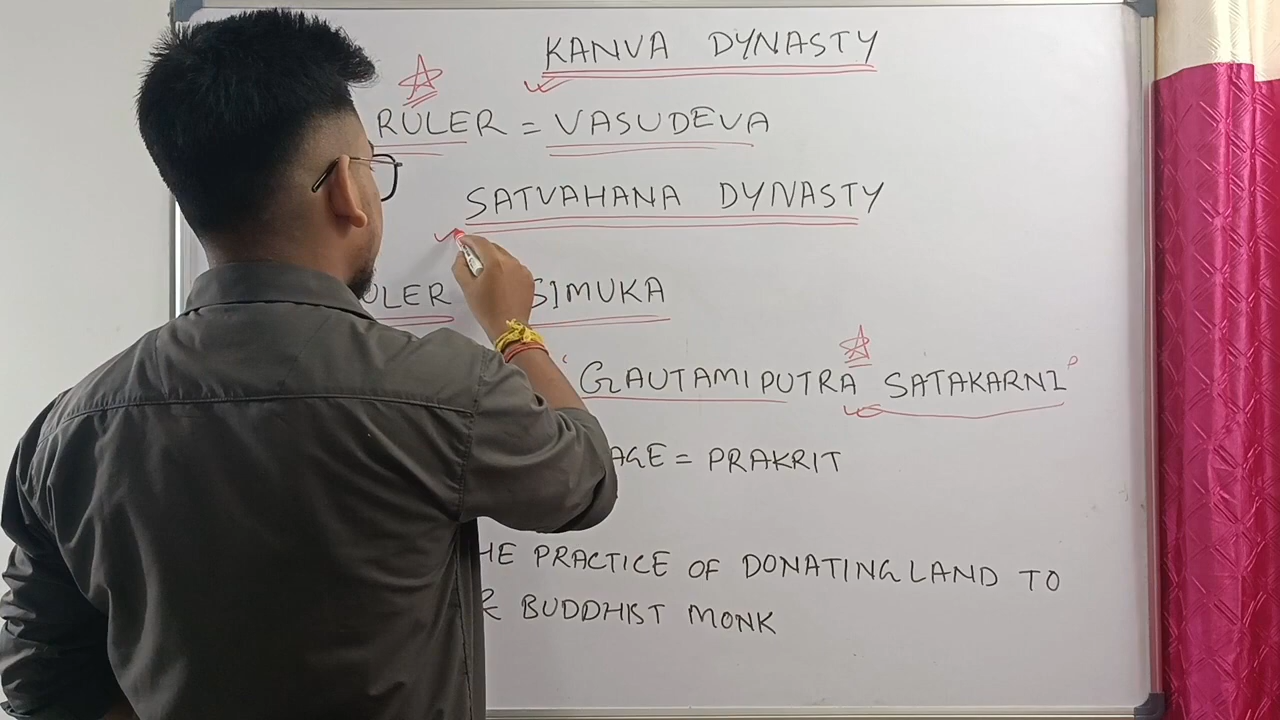 KANVA DYNASTY
RULER = VASUDEVA
SATVAHANA DYNASTY
ULER SIMUKA
'GAUTAMIPUTRA SATAKARNI'
AGE = PRAKRIT
HE PRACTICE OF DONATING LAND TO
& BUDDHIST MONK